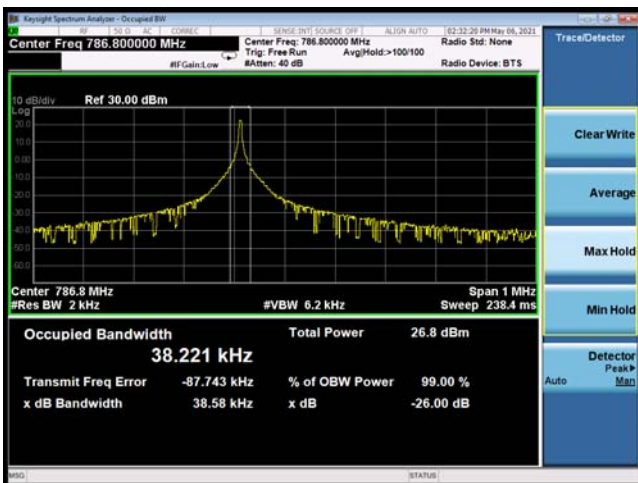 Keysight Spectrum Analyzer - Occupied BW
RF 50 Ω AC CORREC SENSE:INT SOURCE OFF ALIGN AUTO 02:32:20 PM May 06, 2021
Center Freq 786.800000 MHz
Center Freq: 786.800000 MHz
Radio Std: None
Trig: Free Run Avg|Hold:>100/100
#IFGain:Low #Atten: 40 dB Radio Device: BTS
Trace/Detector
10 dB/div Ref 30.00 dBm
Log
20.0
10.0
0.00
-10.0
-20.0
-30.0
-40.0
-50.0
-60.0
Center 786.8 MHz Span 1 MHz
#Res BW 2 kHz #VBW 6.2 kHz Sweep 238.4 ms
Occupied Bandwidth Total Power 26.8 dBm
38.221 kHz
Transmit Freq Error -87.743 kHz % of OBW Power 99.00 %
x dB Bandwidth 38.58 kHz x dB -26.00 dB
Clear Write
Average
Max Hold
Min Hold
Detector
Peak▶
Auto Man
MSG STATUS